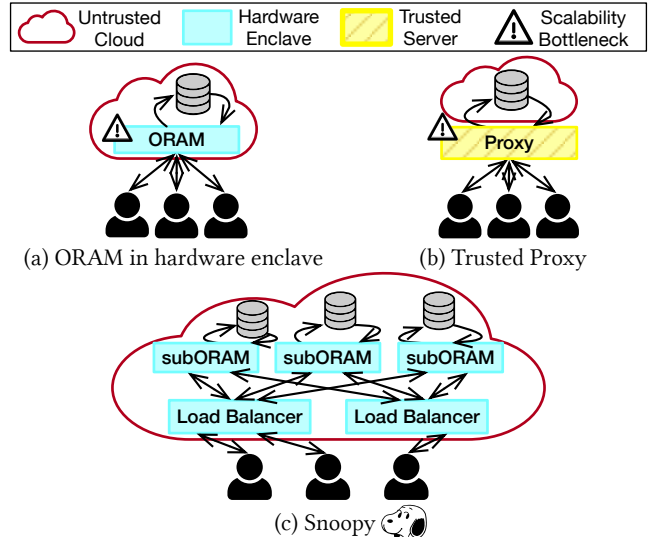 Untrusted Cloud
Hardware Enclave
Trusted Server
Scalability Bottleneck
ORAM
Proxy
(a) ORAM in hardware enclave
(b) Trusted Proxy
subORAM subORAM subORAM
Load Balancer Load Balancer
(c) Snoopy